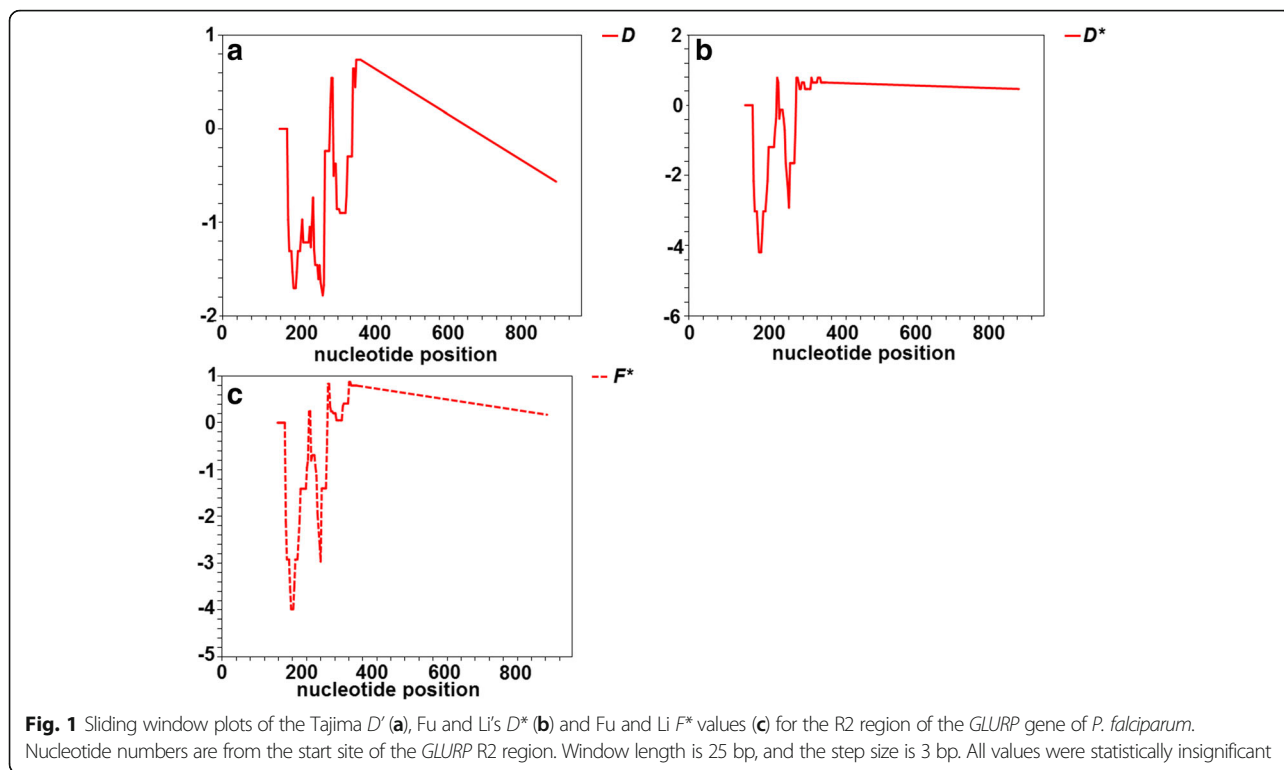 a
D
1
0
-1
-2
0 200 400 600 800
nucleotide position
b
D*
2
0
-2
-4
-6
0 200 400 600 800
nucleotide position
c
F*
1
0
-1
-2
-3
-4
-5
0 200 400 600 800
nucleotide position
Fig. 1 Sliding window plots of the Tajima D′ (a), Fu and Li's D* (b) and Fu and Li F* values (c) for the R2 region of the GLURP gene of P. falciparum.
Nucleotide numbers are from the start site of the GLURP R2 region. Window length is 25 bp, and the step size is 3 bp. All values were statistically insignificant